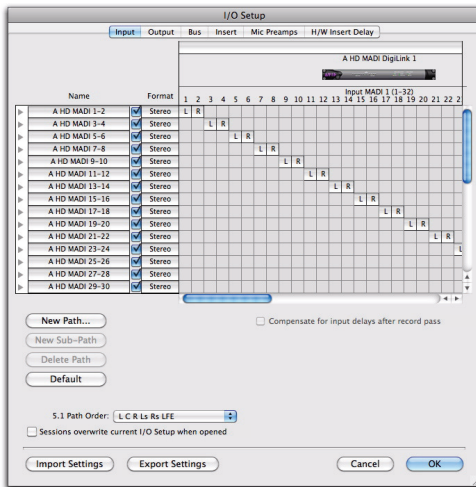 I/O Setup
Input Output Bus Insert Mic Preamps H/W Insert Delay
A HD MADI DigiLink 1
Input MADI 1 (1-32)
Name Format 1 2 3 4 5 6 7 8 9 10 11 12 13 14 15 16 17 18 19 20 21 22 2
A HD MADI 1-2 Stereo L R
A HD MADI 3-4 Stereo L R
A HD MADI 5-6 Stereo L R
A HD MADI 7-8 Stereo L R
A HD MADI 9-10 Stereo L R
A HD MADI 11-12 Stereo L R
A HD MADI 13-14 Stereo L R
A HD MADI 15-16 Stereo L R
A HD MADI 17-18 Stereo L R
A HD MADI 19-20 Stereo L R
A HD MADI 21-22 Stereo L R
A HD MADI 23-24 Stereo L
A HD MADI 25-26 Stereo
A HD MADI 27-28 Stereo
A HD MADI 29-30 Stereo
New Path... Compensate for input delays after record pass
New Sub-Path
Delete Path
Default
5.1 Path Order: L C R Ls Rs LFE
Sessions overwrite current I/O Setup when opened
Import Settings Export Settings Cancel OK